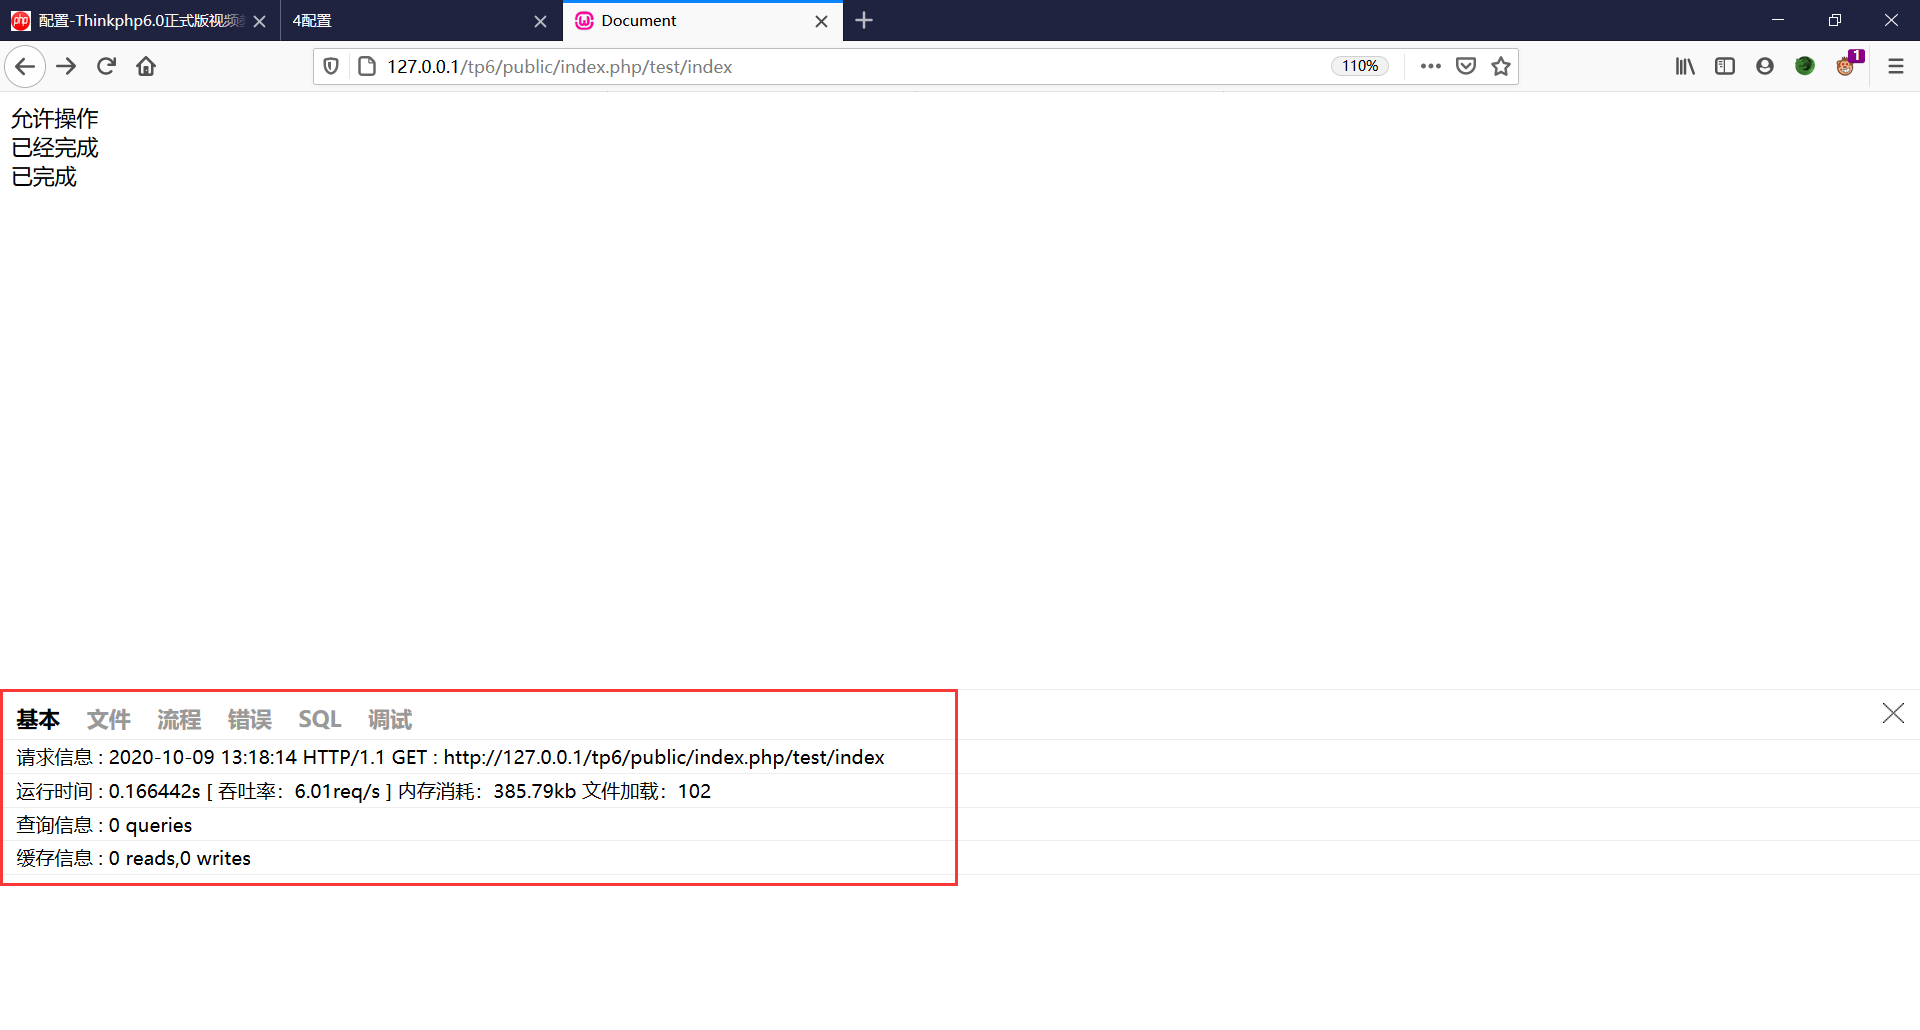 php 配置-Thinkphp6.0正式版视频
4配置
Document
127.0.0.1/tp6/public/index.php/test/index
110%
1
允许操作
已经完成
已完成
基本 文件 流程 错误 SQL 调试
请求信息 : 2020-10-09 13:18:14 HTTP/1.1 GET : http://127.0.0.1/tp6/public/index.php/test/index
运行时间 : 0.166442s [ 吞吐率：6.01req/s ] 内存消耗：385.79kb 文件加载：102
查询信息 : 0 queries
缓存信息 : 0 reads,0 writes